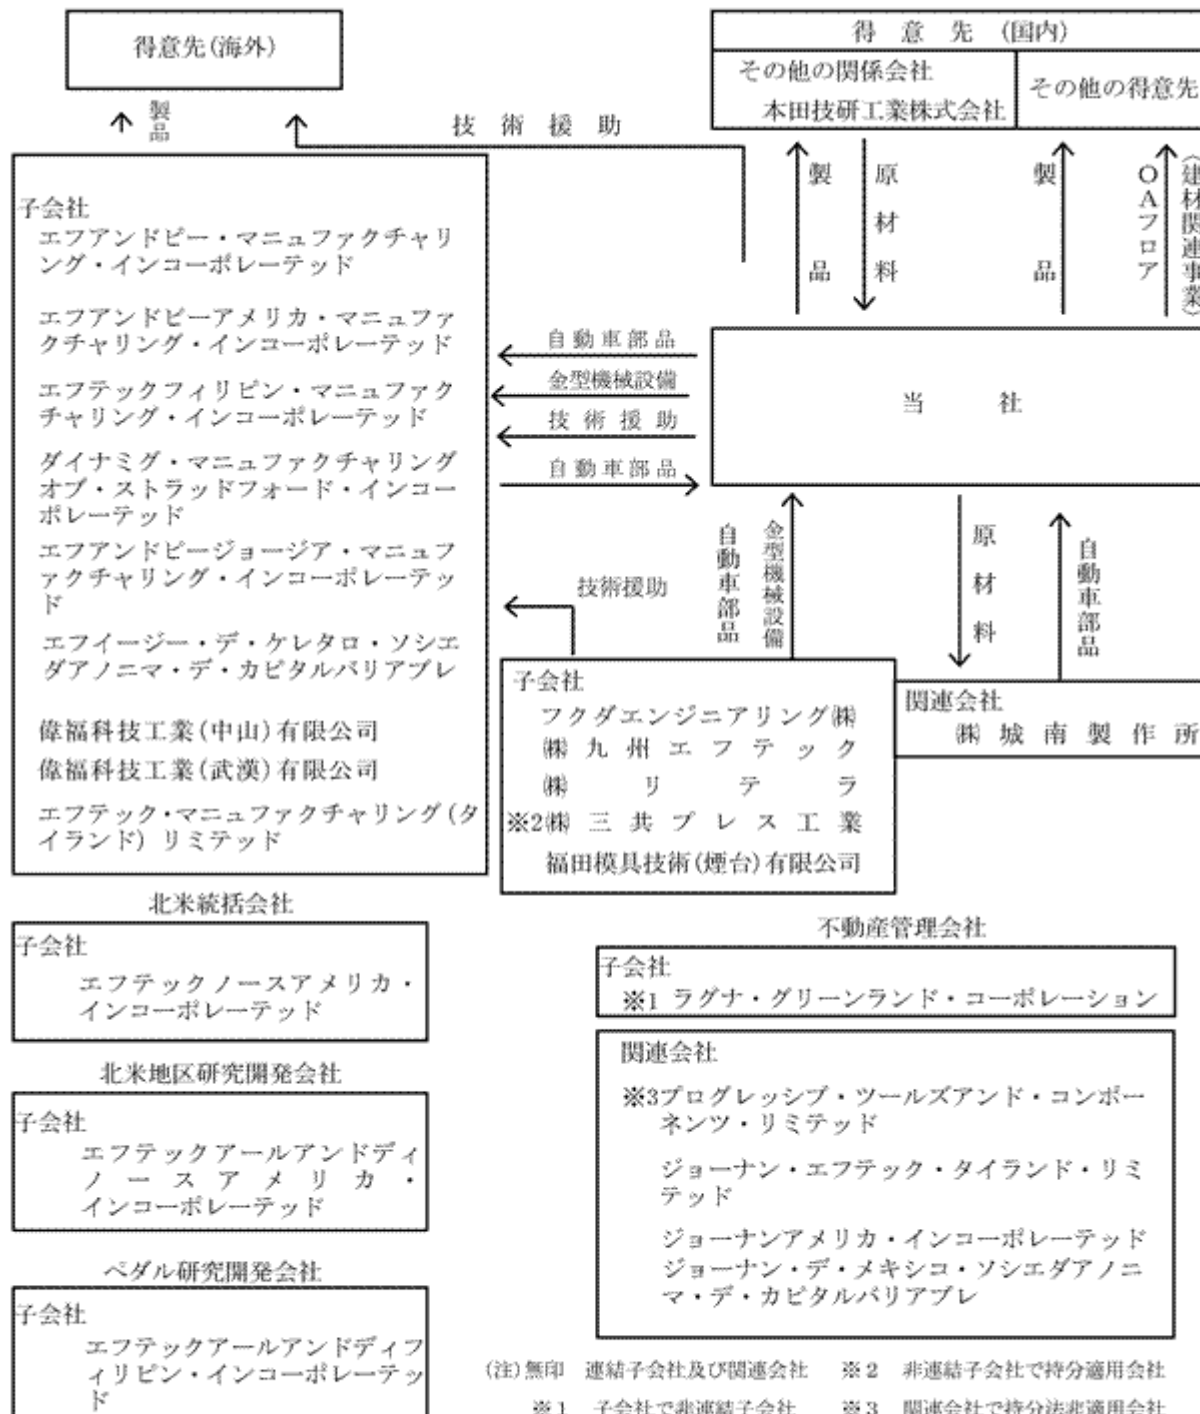 得意先(海外)
得意先 (国内)
その他の関係会社
本田技研工業株式会社
その他の得意先
製品
技術援助
製品
原材料
製品
OAフロア
(建材関連事業)
子会社
エフアンドピー・マニュファクチャリ
ング・インコーポレーテッド
エフアンドピーアメリカ・マニュファ
クチャリング・インコーポレーテッド
エフテックフィリピン・マニュファク
チャリング・インコーポレーテッド
ダイナミグ・マニュファクチャリング
オブ・ストラッドフォード・インコー
ポレーテッド
エフアンドピージョージア・マニュフ
ァクチャリング・インコーポレーテッ
ド
エフイージー・デ・ケレタロ・ソシエ
ダアノニマ・デ・カピタルバリアブレ
偉福科技工業(中山)有限公司
偉福科技工業(武漢)有限公司
エフテック・マニュファクチャリング(タ
イランド) リミテッド
自動車部品
金型機械設備
技術援助
自動車部品
当社
技術援助
自動車部品
金型機械設備
原材料
自動車部品
子会社
フクダエンジニアリング㈱
㈱九州エフテック
㈱リテラ
※2㈱三共プレス工業
福田模具技術(煙台)有限公司
関連会社
㈱城南製作所
北米統括会社
子会社
エフテックノースアメリカ・
インコーポレーテッド
北米地区研究開発会社
子会社
エフテックアールアンドディ
ノースアメリカ・
インコーポレーテッド
ペダル研究開発会社
子会社
エフテックアールアンドディフ
ィリピン・インコーポレーテッ
ド
不動産管理会社
子会社
※1 ラグナ・グリーンランド・コーポレーション
関連会社
※3プログレッシブ・ツールズアンド・コンポー
ネンツ・リミテッド
ジョーナン・エフテック・タイランド・リミ
テッド
ジョーナンアメリカ・インコーポレーテッド
ジョーナン・デ・メキシコ・ソシエダアノニ
マ・デ・カピタルバリアブレ
(注)無印 連結子会社及び関連会社 ※2 非連結子会社で持分適用会社
※1 子会社で非連結子会社 ※3 関連会社で持分法非適用会社